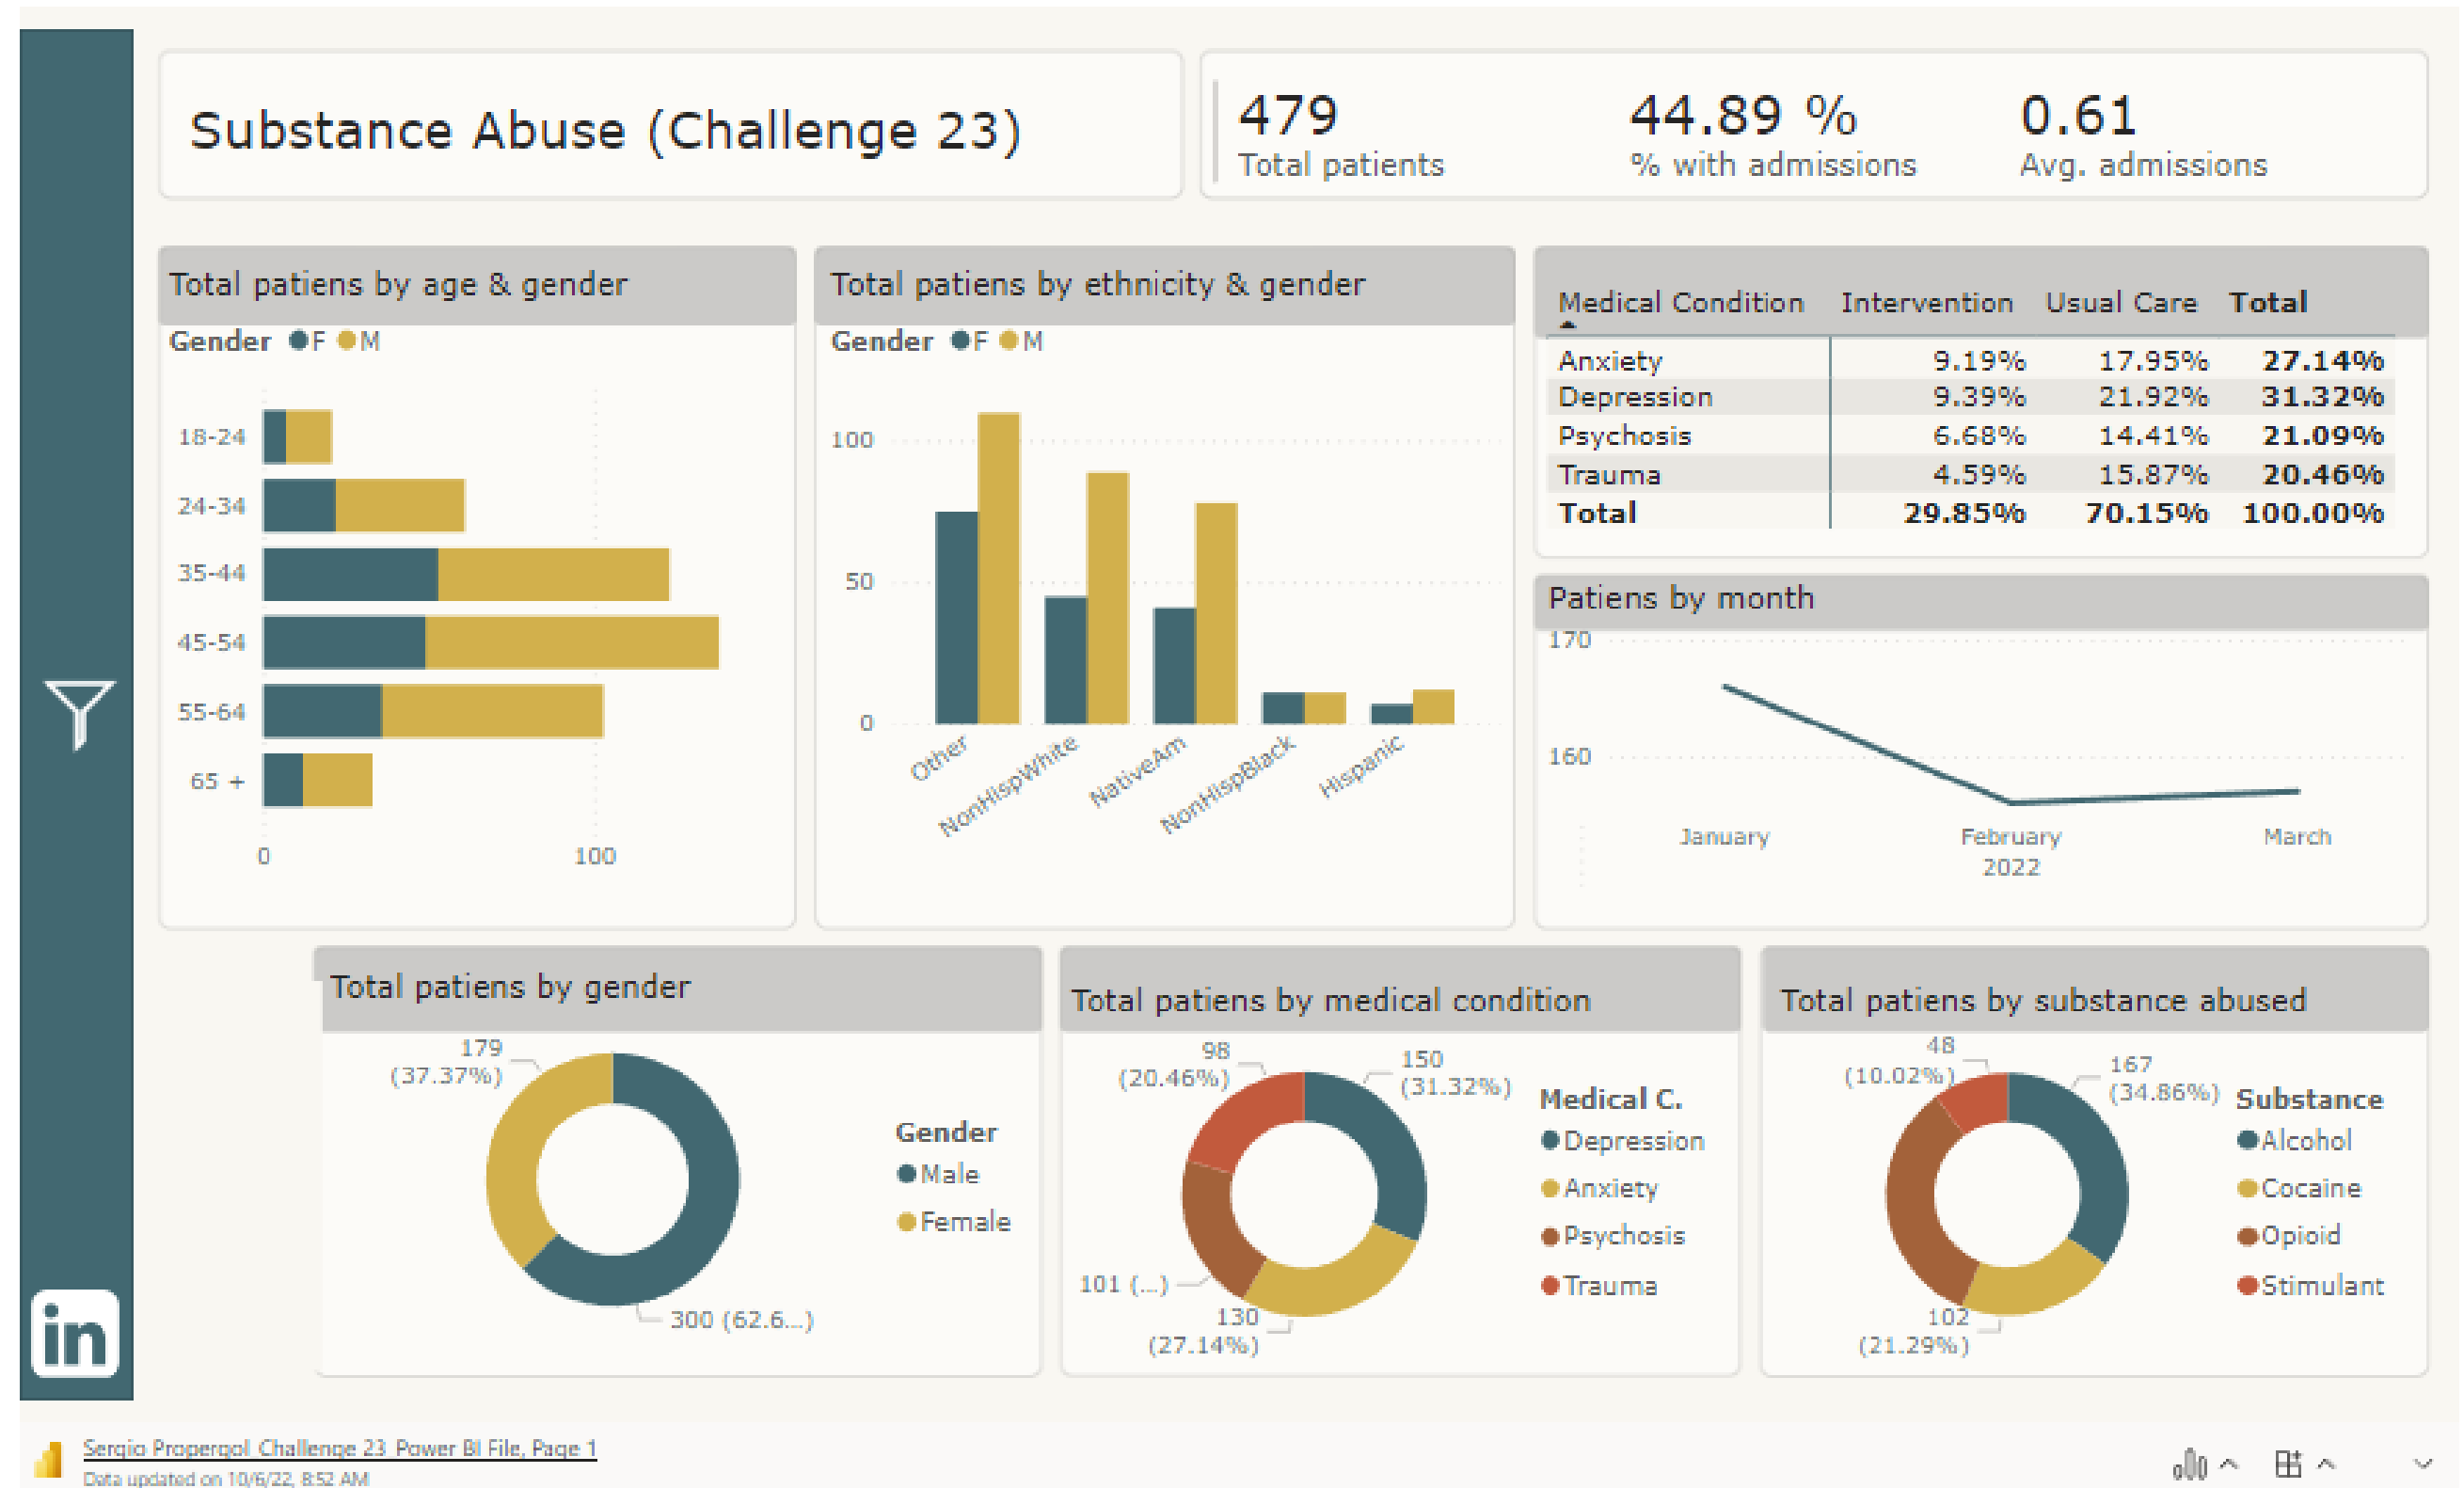 Substance Abuse (Challenge 23)
479
Total patients
44.89 %
% with admissions
0.61
Avg. admissions
Total patiens by age & gender
Gender F M
18-24
24-34
35-44
45-54
55-64
65 +
0 100
Total patiens by ethnicity & gender
Gender F M
100
50
0
Other NonHispWhite NativeAm NonHispBlack Hispanic
Medical Condition Intervention Usual Care Total
Anxiety 9.19% 17.95% 27.14%
Depression 9.39% 21.92% 31.32%
Psychosis 6.68% 14.41% 21.09%
Trauma 4.59% 15.87% 20.46%
Total 29.85% 70.15% 100.00%
Patiens by month
170
160
January February March
2022
Total patiens by gender
179
(37.37%)
300 (62.6...)
Gender
Male
Female
Total patiens by medical condition
98
(20.46%)
150
(31.32%)
101 (...)
130
(27.14%)
Medical C.
Depression
Anxiety
Psychosis
Trauma
Total patiens by substance abused
48
(10.02%)
167
(34.86%)
102
(21.29%)
Substance
Alcohol
Cocaine
Opioid
Stimulant
in
Sergio Propergol_Challenge 23_Power BI File, Page 1
Data updated on 10/6/22, 8:52 AM